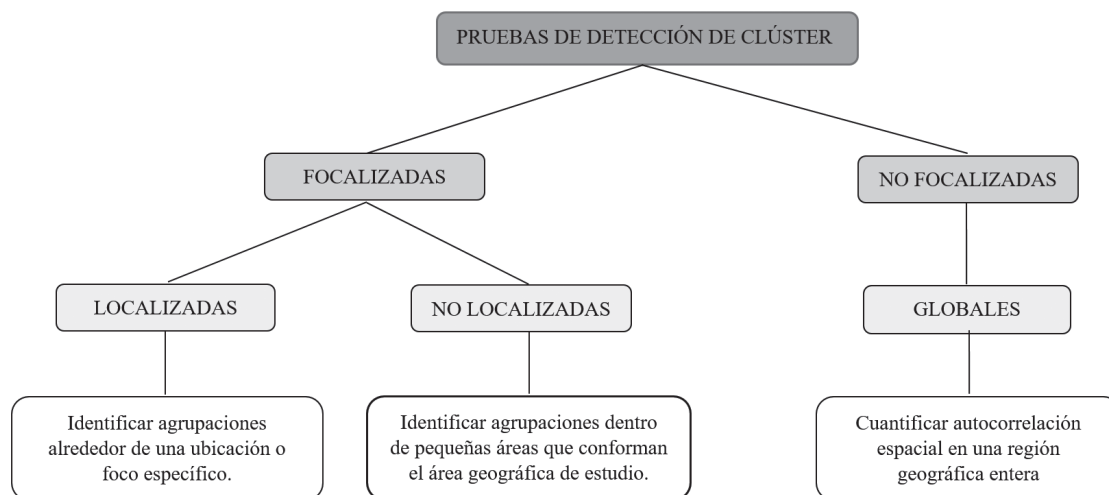 PRUEBAS DE DETECCIÓN DE CLÚSTER
FOCALIZADAS
NO FOCALIZADAS
LOCALIZADAS
NO LOCALIZADAS
GLOBALES
Identificar agrupaciones
alrededor de una ubicación o
foco específico.
Identificar agrupaciones dentro
de pequeñas áreas que conforman
el área geográfica de estudio.
Cuantificar autocorrelación
espacial en una región
geográfica entera